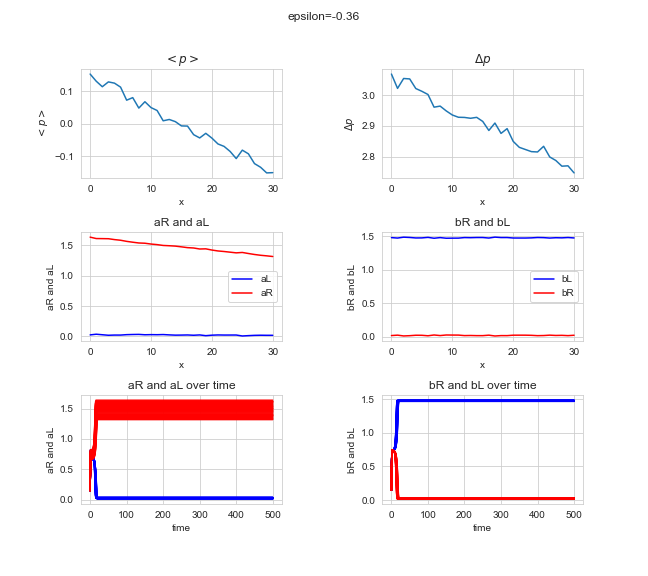 epsilon=-0.36
< p >
Δp
< p >
0.1
0.0
−0.1
0
10
20
30
x
Δp
3.0
2.9
2.8
0
10
20
30
x
aR and aL
bR and bL
aR and aL
1.5
1.0
0.5
0.0
aL
aR
0
10
20
30
x
bR and bL
1.5
1.0
0.5
0.0
bL
bR
0
10
20
30
x
aR and aL over time
bR and bL over time
aR and aL
1.5
1.0
0.5
0.0
0
100
200
300
400
500
time
bR and bL
1.5
1.0
0.5
0.0
0
100
200
300
400
500
time